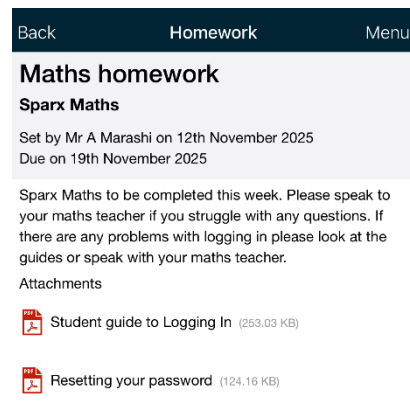 Back Homework Menu
Maths homework
Sparx Maths
Set by Mr A Marashi on 12th November 2025
Due on 19th November 2025
Sparx Maths to be completed this week. Please speak to
your maths teacher if you struggle with any questions. If
there are any problems with logging in please look at the
guides or speak with your maths teacher.
Attachments
PDF Student guide to Logging In (253.03 KB)
PDF Resetting your password (124.16 KB)